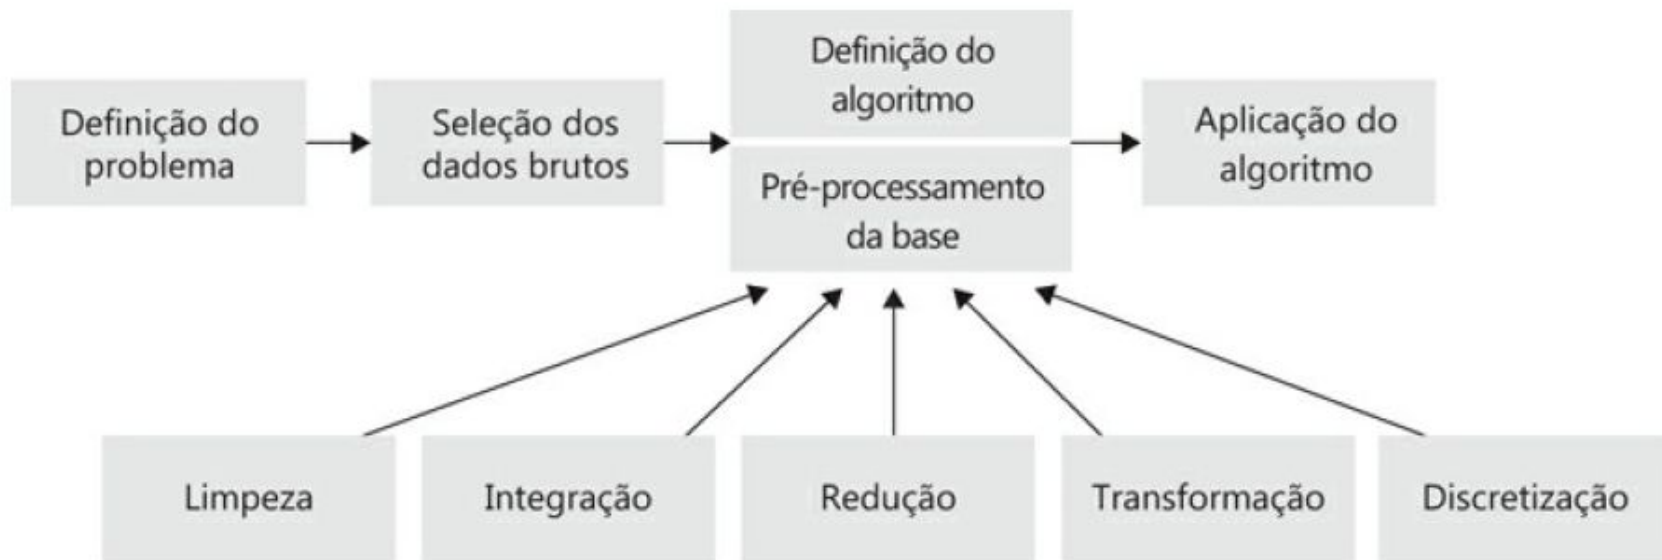 Definição do
problema
Seleção dos
dados brutos
Definição do
algoritmo
Pré-processamento
da base
Aplicação do
algoritmo
Limpeza
Integração
Redução
Transformação
Discretização